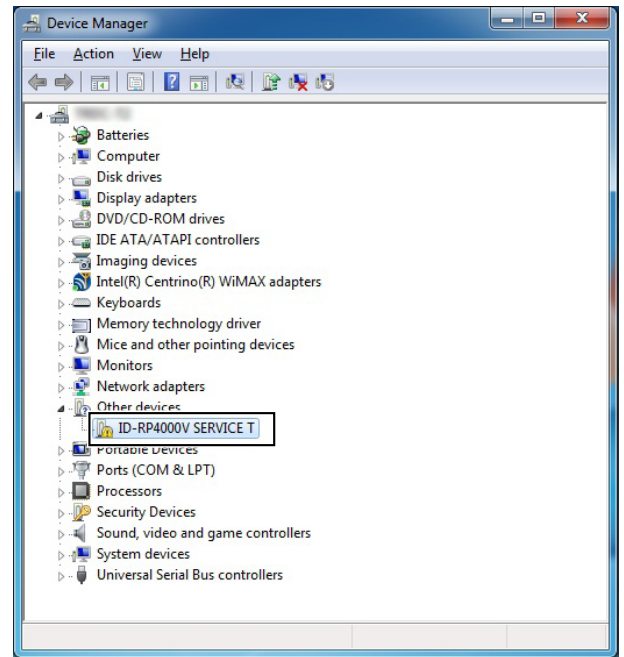 Device Manager
File Action View Help
Batteries
Computer
Disk drives
Display adapters
DVD/CD-ROM drives
IDE ATA/ATAPI controllers
Imaging devices
Intel(R) Centrino(R) WiMAX adapters
Keyboards
Memory technology driver
Mice and other pointing devices
Monitors
Network adapters
Other devices
ID-RP4000V SERVICE T
Portable Devices
Ports (COM & LPT)
Processors
Security Devices
Sound, video and game controllers
System devices
Universal Serial Bus controllers